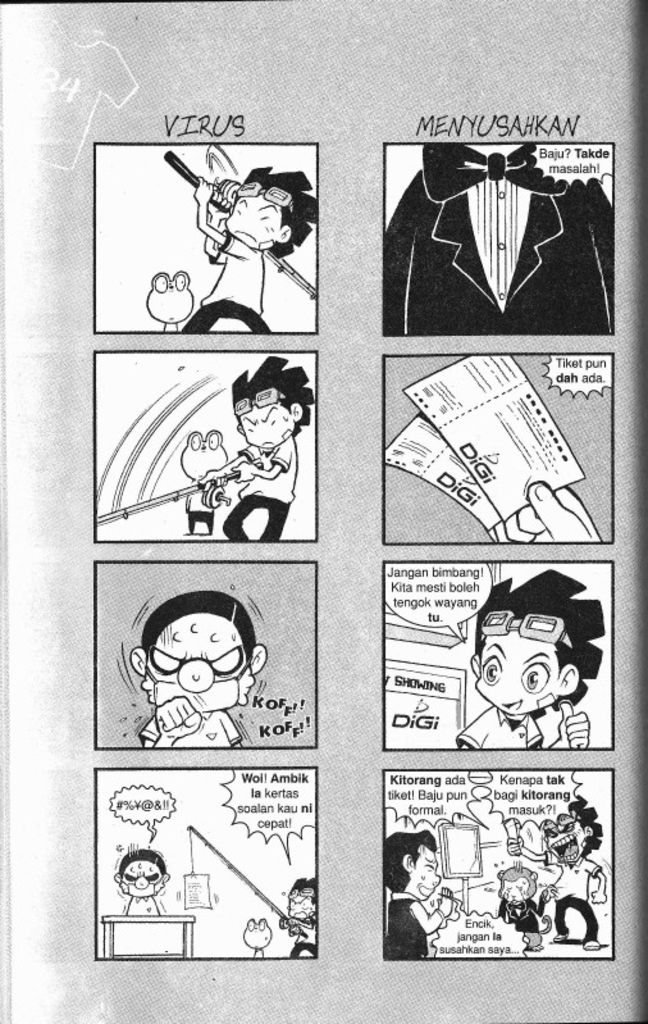 34
VIRUS
KOFF!!
KOFF!!
#%¥@&!!
Woi! Ambik
la kertas
soalan kau ni
cepat!
MENYUSAHKAN
Baju? Takde
masalah!
Tiket pun
dah ada.
DiGi
DiGi
Jangan bimbang!
Kita mesti boleh
tengok wayang
tu.
SHOWING
DiGi
Kitorang ada
tiket! Baju pun
formal.
Kenapa tak
bagi kitorang
masuk?!
Encik,
jangan la
susahkan saya...